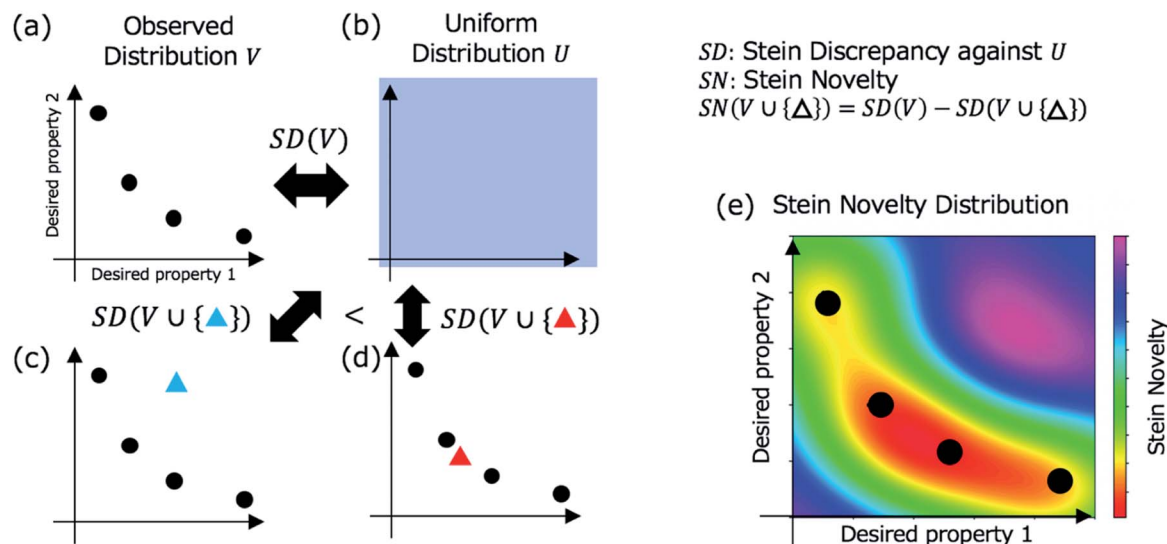 (a)
Observed
Distribution V
(b)
Uniform
Distribution U
SD: Stein Discrepancy against U
SN: Stein Novelty
SN(V ∪ {△}) = SD(V) − SD(V ∪ {△})
Desired property 2
SD(V)
Desired property 1
SD(V ∪ {▲})
<
SD(V ∪ {▲})
(c)
(d)
(e) Stein Novelty Distribution
Desired property 2
Desired property 1
Stein Novelty